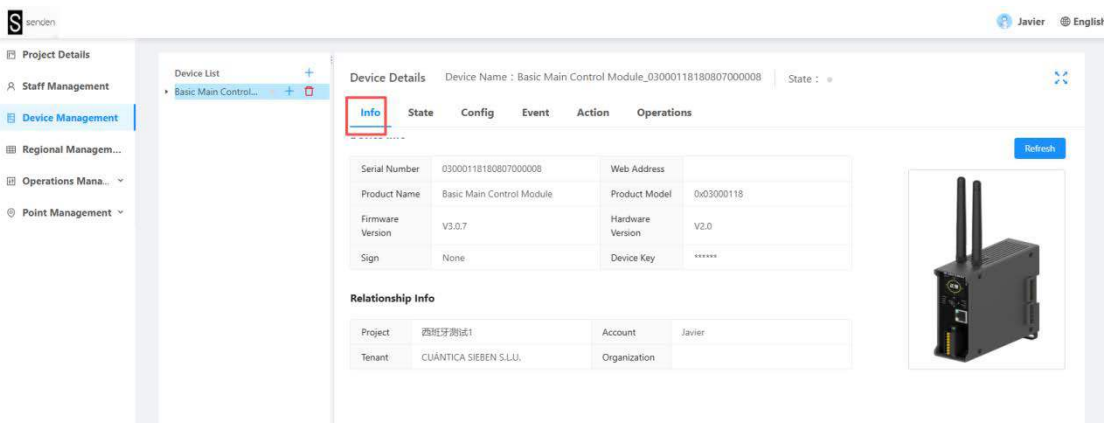 S senden
Javier English
Project Details
Staff Management
Device Management
Regional Managem...
Operations Mana...
Point Management
Device List
Basic Main Control...
Device Details Device Name : Basic Main Control Module_03000118180807000008 State :
Info State Config Event Action Operations
Refresh
Serial Number 03000118180807000008 Web Address
Product Name Basic Main Control Module Product Model 0x03000118
Firmware Version V3.0.7 Hardware Version V2.0
Sign None Device Key ******
Relationship Info
Project 西班牙测试1 Account Javier
Tenant CUÁNTICA SIEBEN S.L.U. Organization